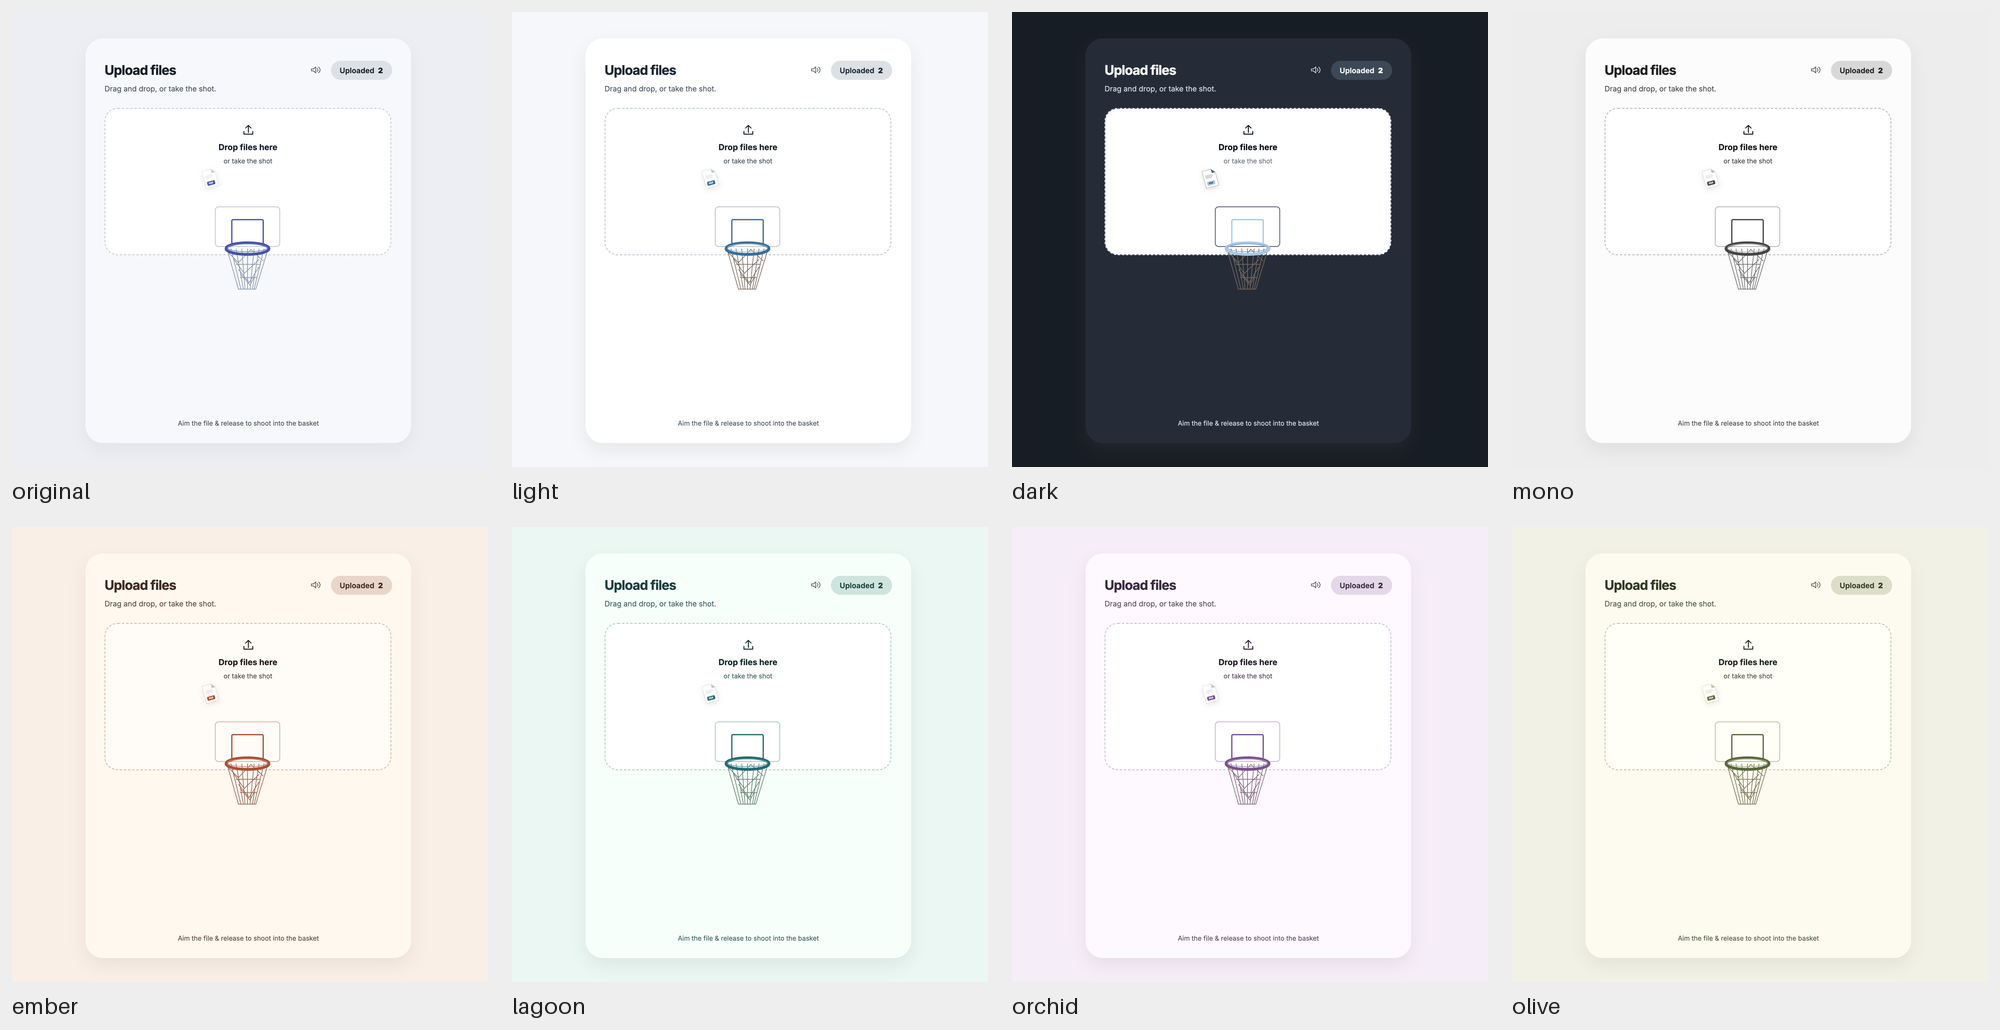 Upload files
Uploaded 2
Drag and drop, or take the shot.
Drop files here
or take the shot
Aim the file & release to shoot into the basket
original
Upload files
Uploaded 2
Drag and drop, or take the shot.
Drop files here
or take the shot
Aim the file & release to shoot into the basket
light
Upload files
Uploaded 2
Drag and drop, or take the shot.
Drop files here
or take the shot
Aim the file & release to shoot into the basket
dark
Upload files
Uploaded 2
Drag and drop, or take the shot.
Drop files here
or take the shot
Aim the file & release to shoot into the basket
mono
Upload files
Uploaded 2
Drag and drop, or take the shot.
Drop files here
or take the shot
Aim the file & release to shoot into the basket
ember
Upload files
Uploaded 2
Drag and drop, or take the shot.
Drop files here
or take the shot
Aim the file & release to shoot into the basket
lagoon
Upload files
Uploaded 2
Drag and drop, or take the shot.
Drop files here
or take the shot
Aim the file & release to shoot into the basket
orchid
Upload files
Uploaded 2
Drag and drop, or take the shot.
Drop files here
or take the shot
Aim the file & release to shoot into the basket
olive